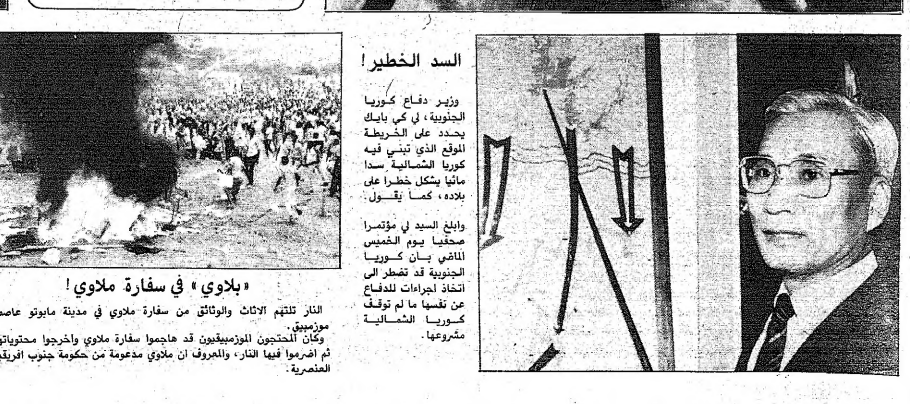 السد الخطير !
وزير دفاع كوريا
الجنوبية ، لي كي بايك
يحدد على الخريطة
الموقع الذي تبني فيه
كوريا الشمالية سدا
مائيا يشكل خطرا على
بلاده ، كما يقول .
وابلغ السيد لي مؤتمرا
صحفيا يوم الخميس
الماضي بان كوريا
الجنوبية قد تضطر الى
اتخاذ اجراءات للدفاع
عن نفسها ما لم توقف
كوريا الشمالية
مشروعها .
« بلاوي » في سفارة ملاوي !
النار تلتهم الاثاث والوثائق من سفارة ملاوي في مدينة مابوتو عاصم
موزمبيق .
وكان المحتجون الموزمبيقيون قد هاجموا سفارة ملاوي واخرجوا محتوياته
ثم اضرموا فيها النار ، والمعروف ان ملاوي مدعومة من حكومة جنوب افريق
العنصرية .